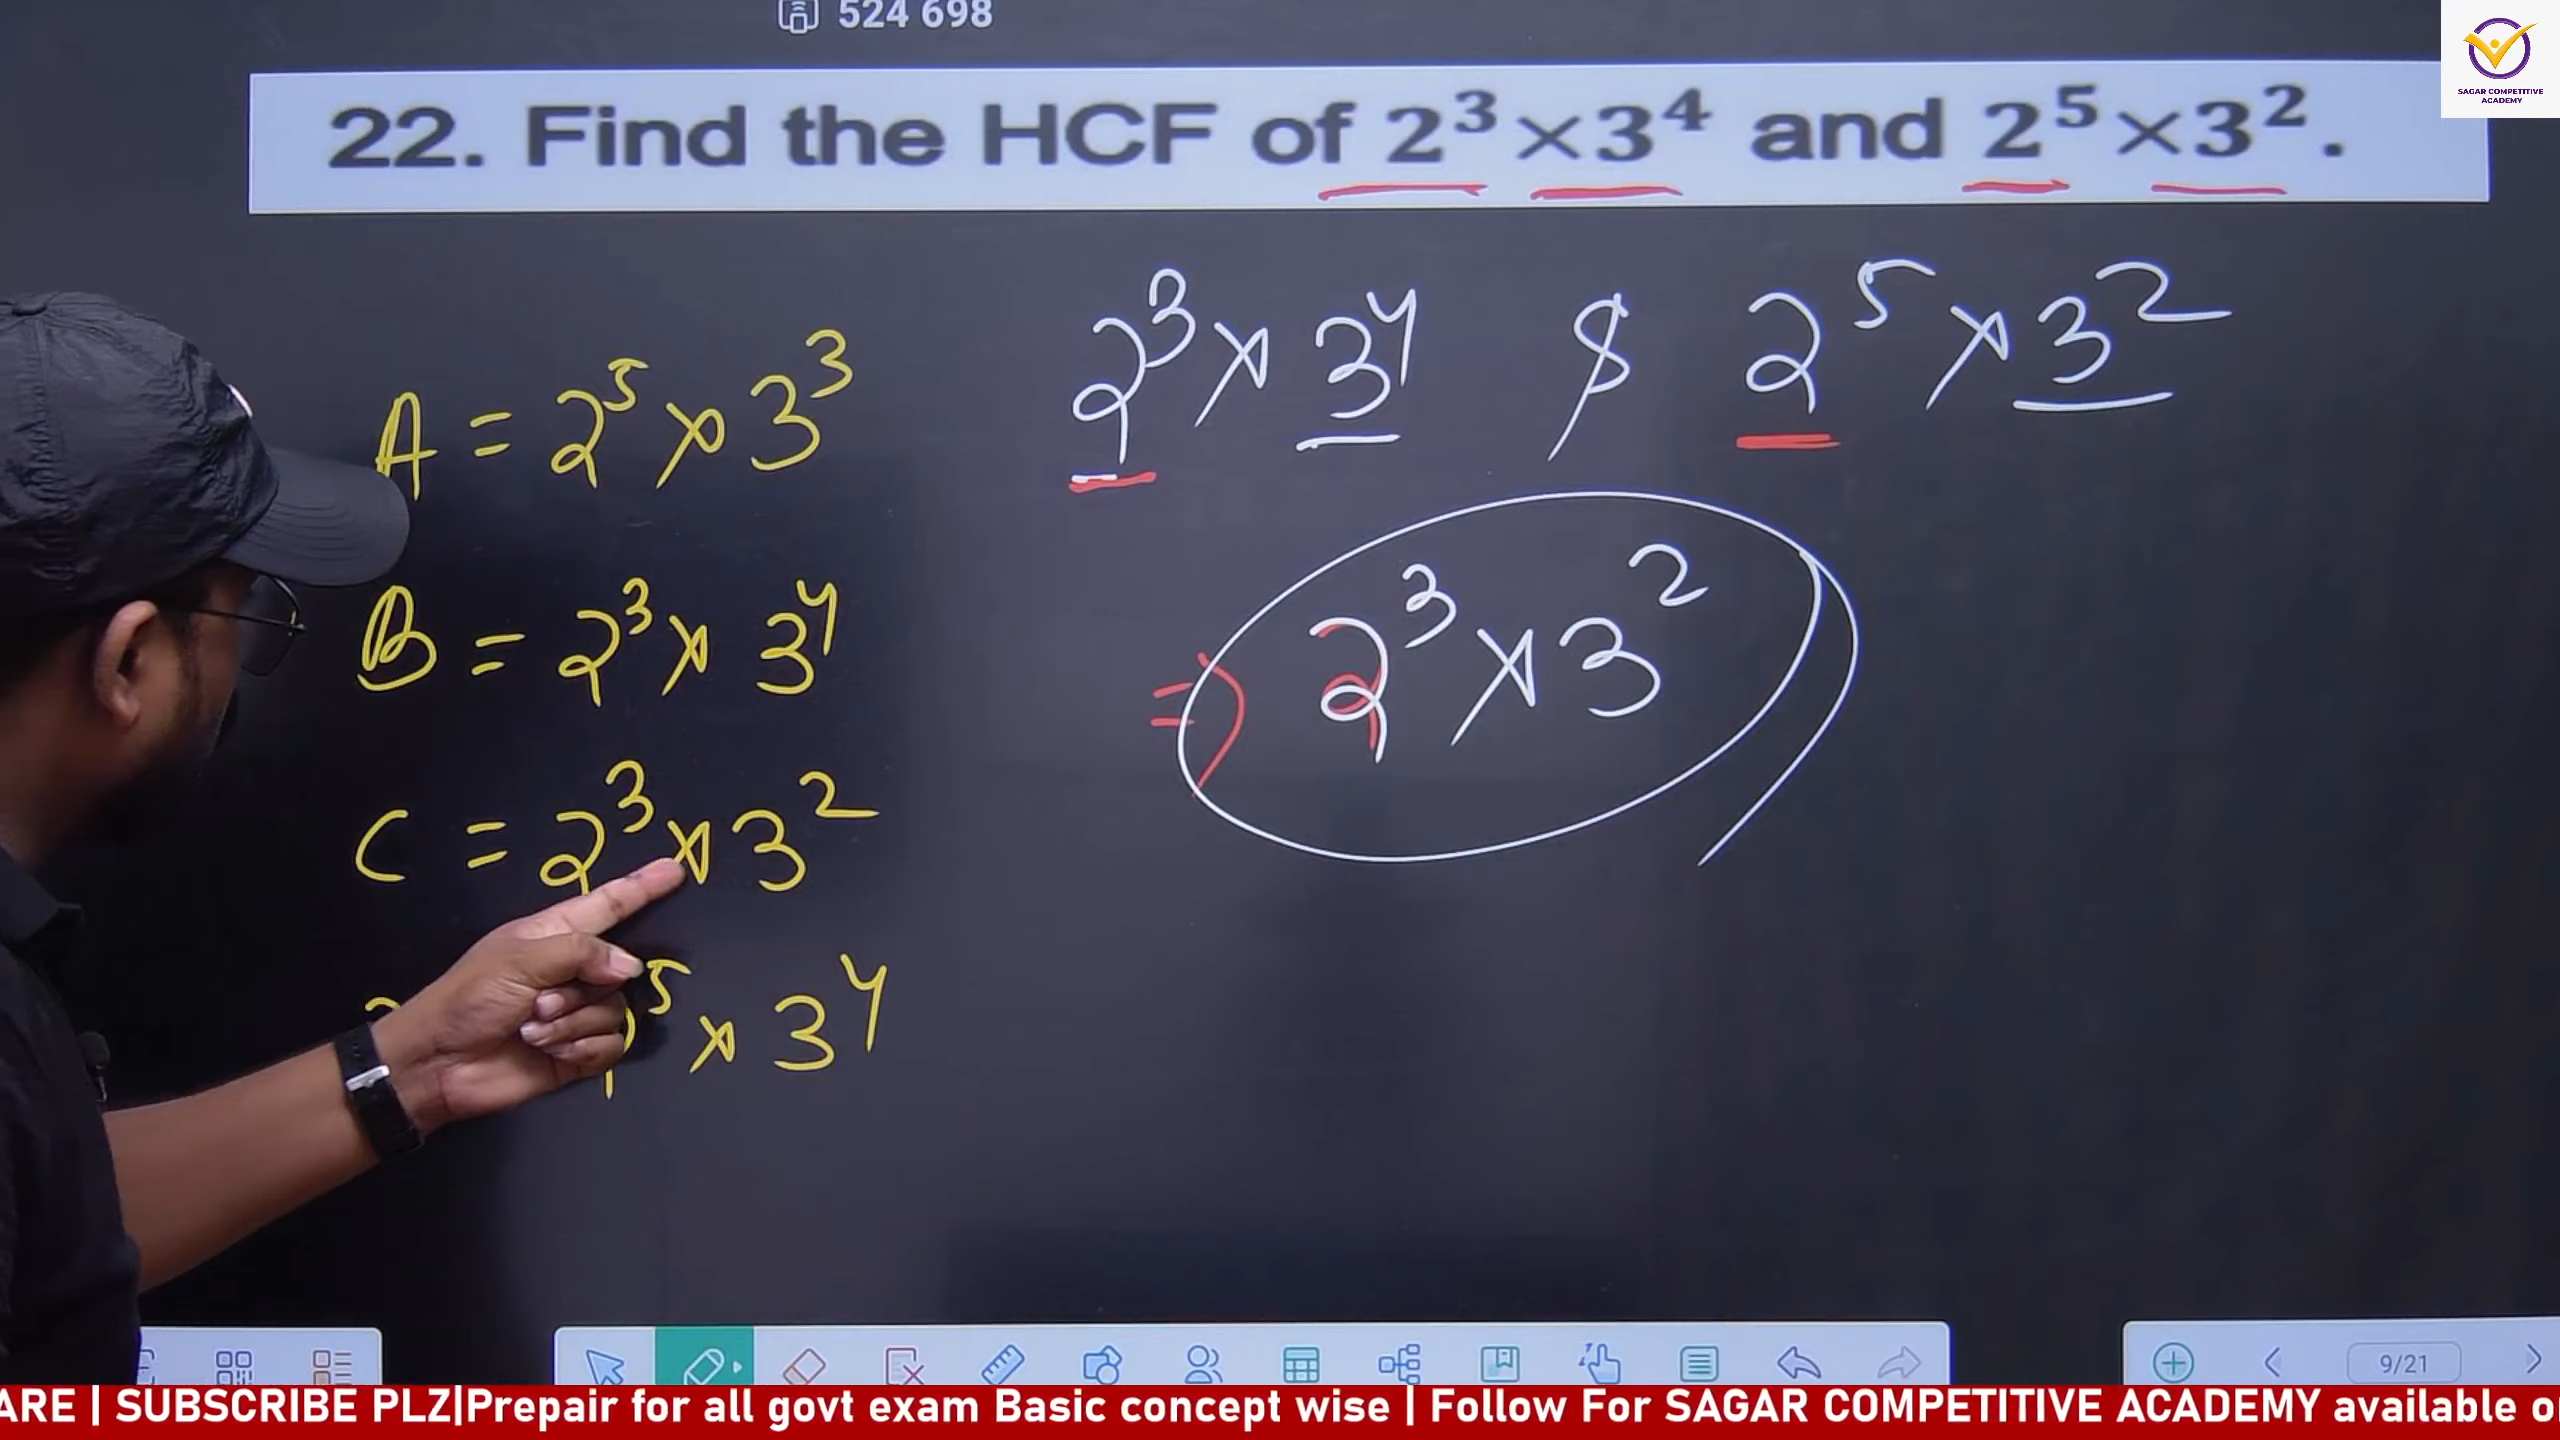 524 698
SAGAR COMPETITIVE
ACADEMY
22. Find the HCF of 2³×3⁴ and 2⁵×3².
2³ × 3⁴ & 2⁵ × 3²
⇒ 2³ × 3²
A = 2⁵ × 3³
B = 2³ × 3⁴
C = 2³ × 3²
2⁵ × 3⁴
9/21
ARE | SUBSCRIBE PLZ|Prepair for all govt exam Basic concept wise | Follow For SAGAR COMPETITIVE ACADEMY available